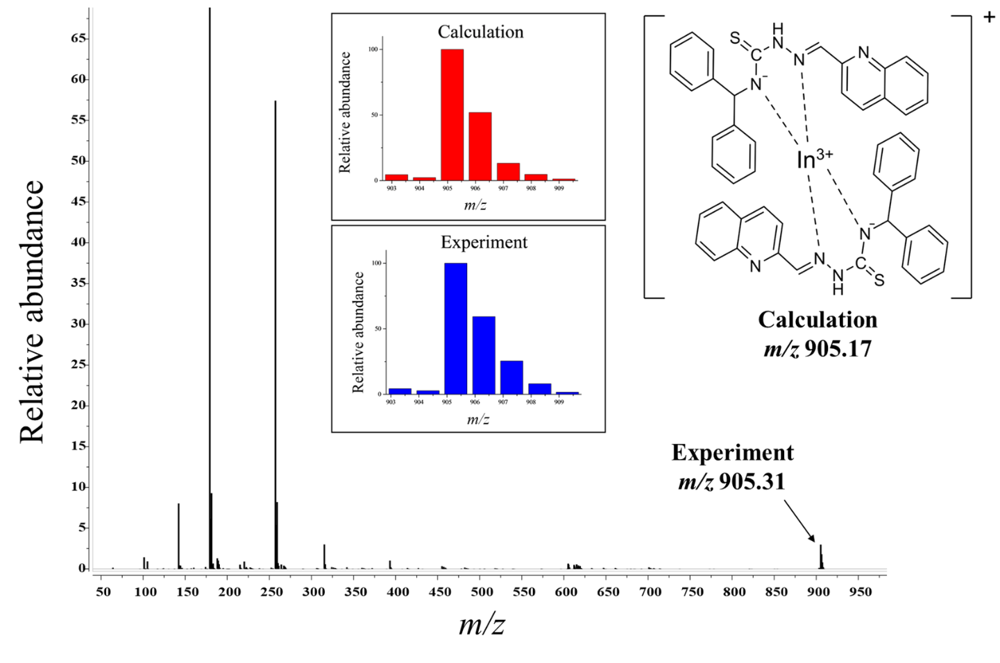 Relative abundance
65
60
55
50
45
40
35
30
25
20
15
10
5
0
50 100 150 200 250 300 350 400 450 500 550 600 650 700 750 800 850 900 950
m/z
Calculation
Relative abundance
100
50
0
903 904 905 906 907 908 909
m/z
Experiment
Relative abundance
100
50
0
903 904 905 906 907 908 909
m/z
+
S
C
H
N
N
N
N-
In3+
N
N
N
H
C
S
N-
Calculation
m/z 905.17
Experiment
m/z 905.31